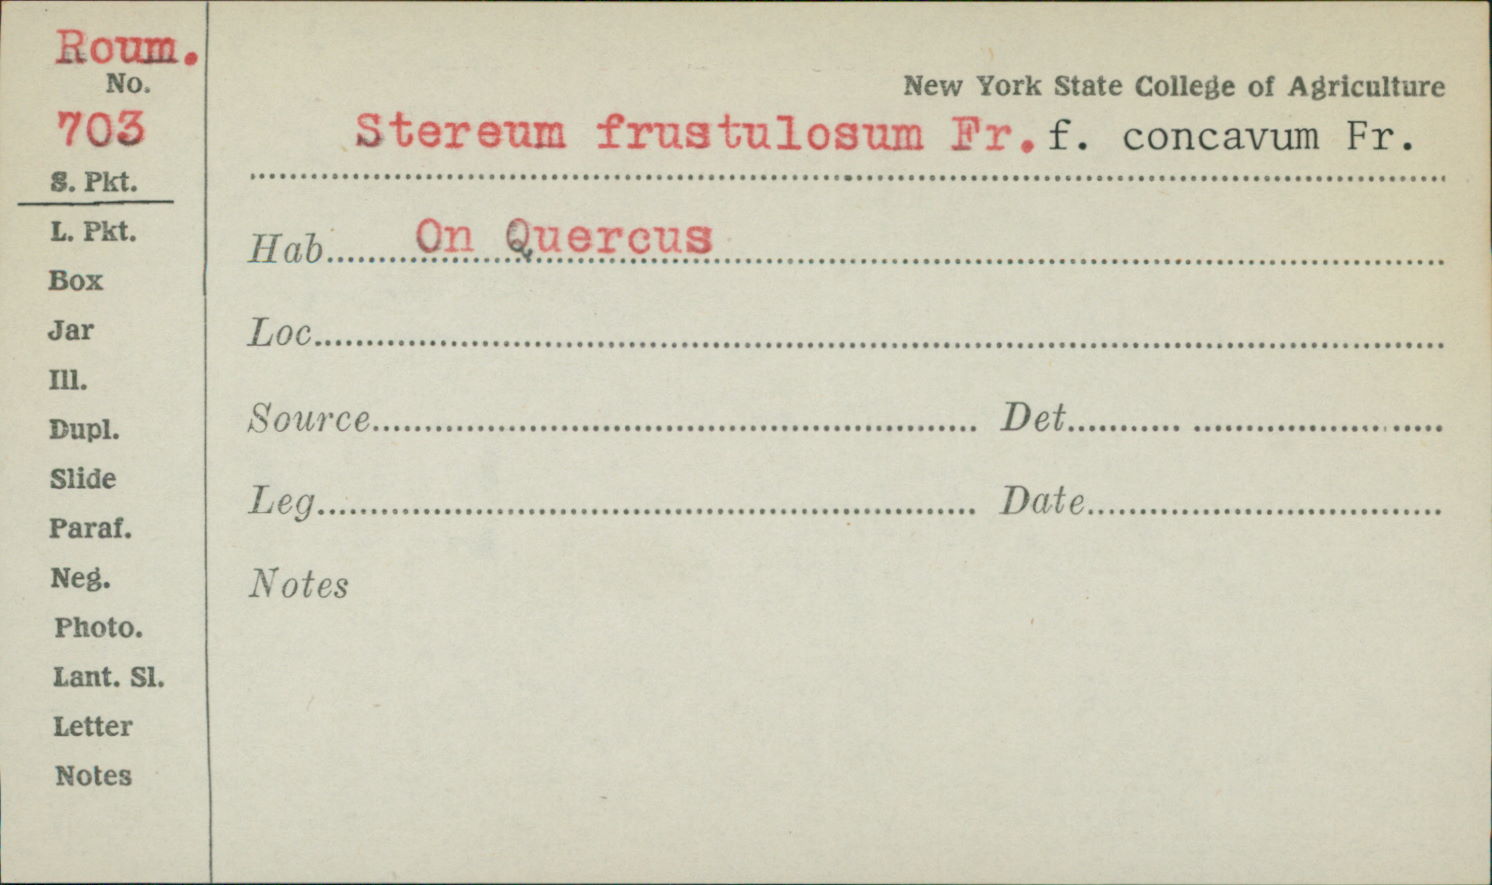 Roum.
No.
703
S. Pkt.
L. Pkt.
Box
Jar
Ill.
Dupl.
Slide
Paraf.
Neg.
Photo.
Lant. Sl.
Letter
Notes
New York State College of Agriculture
Stereum frustulosum Fr. f. concavum Fr.
Hab. On Quercus
Loc.
Source Det.
Leg. Date
Notes